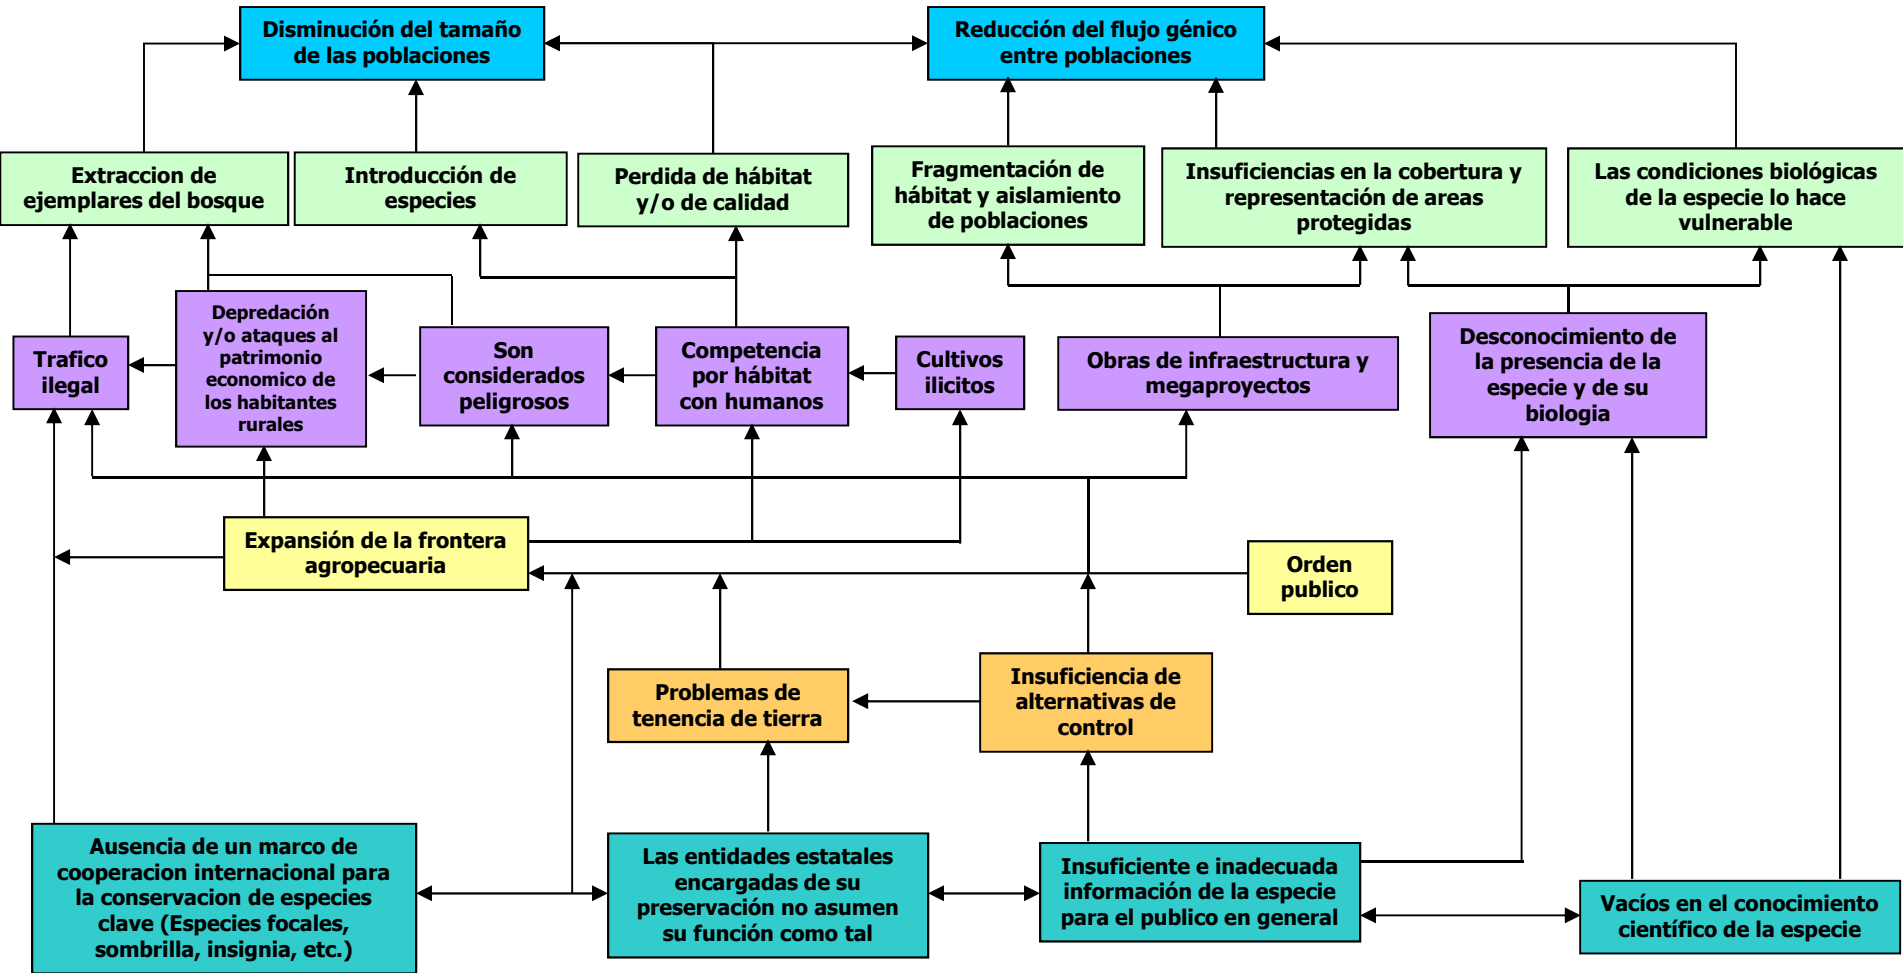 Disminución del tamaño
de las poblaciones
Reducción del flujo génico
entre poblaciones
Extraccion de
ejemplares del bosque
Introducción de
especies
Perdida de hábitat
y/o de calidad
Fragmentación de
hábitat y aislamiento
de poblaciones
Insuficiencias en la cobertura y
representación de areas
protegidas
Las condiciones biológicas
de la especie lo hace
vulnerable
Trafico
ilegal
Depredación
y/o ataques al
patrimonio
economico de
los habitantes
rurales
Son
considerados
peligrosos
Competencia
por hábitat
con humanos
Cultivos
ilicitos
Obras de infraestructura y
megaproyectos
Desconocimiento de
la presencia de la
especie y de su
biologia
Expansión de la frontera
agropecuaria
Orden
publico
Problemas de
tenencia de tierra
Insuficiencia de
alternativas de
control
Ausencia de un marco de
cooperacion internacional para
la conservacion de especies
clave (Especies focales,
sombrilla, insignia, etc.)
Las entidades estatales
encargadas de su
preservación no asumen
su función como tal
Insuficiente e inadecuada
información de la especie
para el publico en general
Vacíos en el conocimiento
científico de la especie